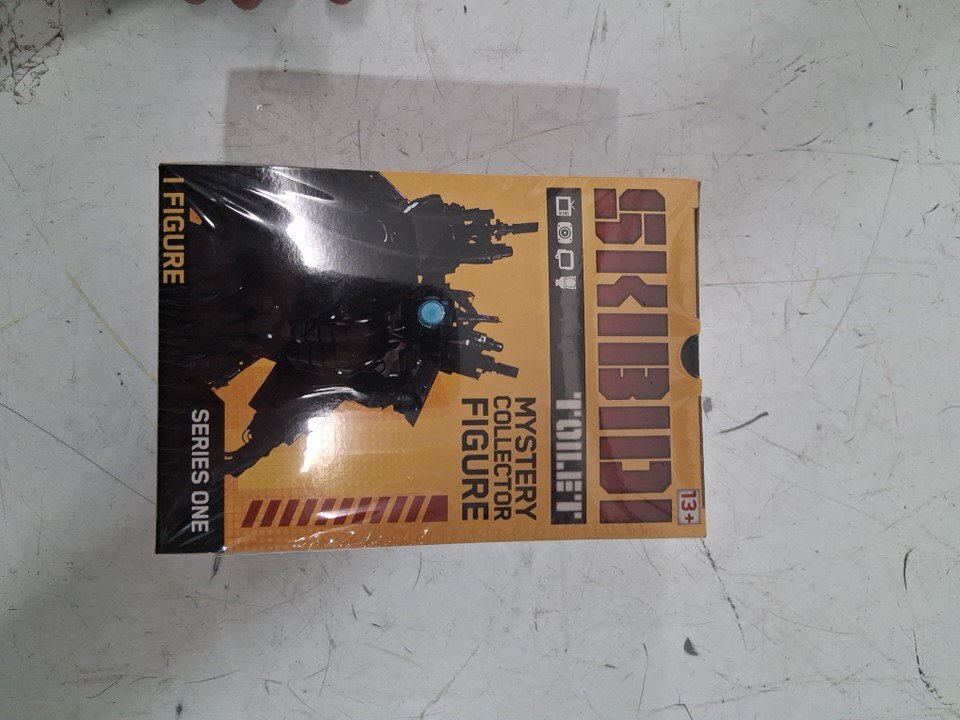 13+
SKIBIDI
TOILET
MYSTERY
COLLECTOR
FIGURE
1 FIGURE
SERIES ONE